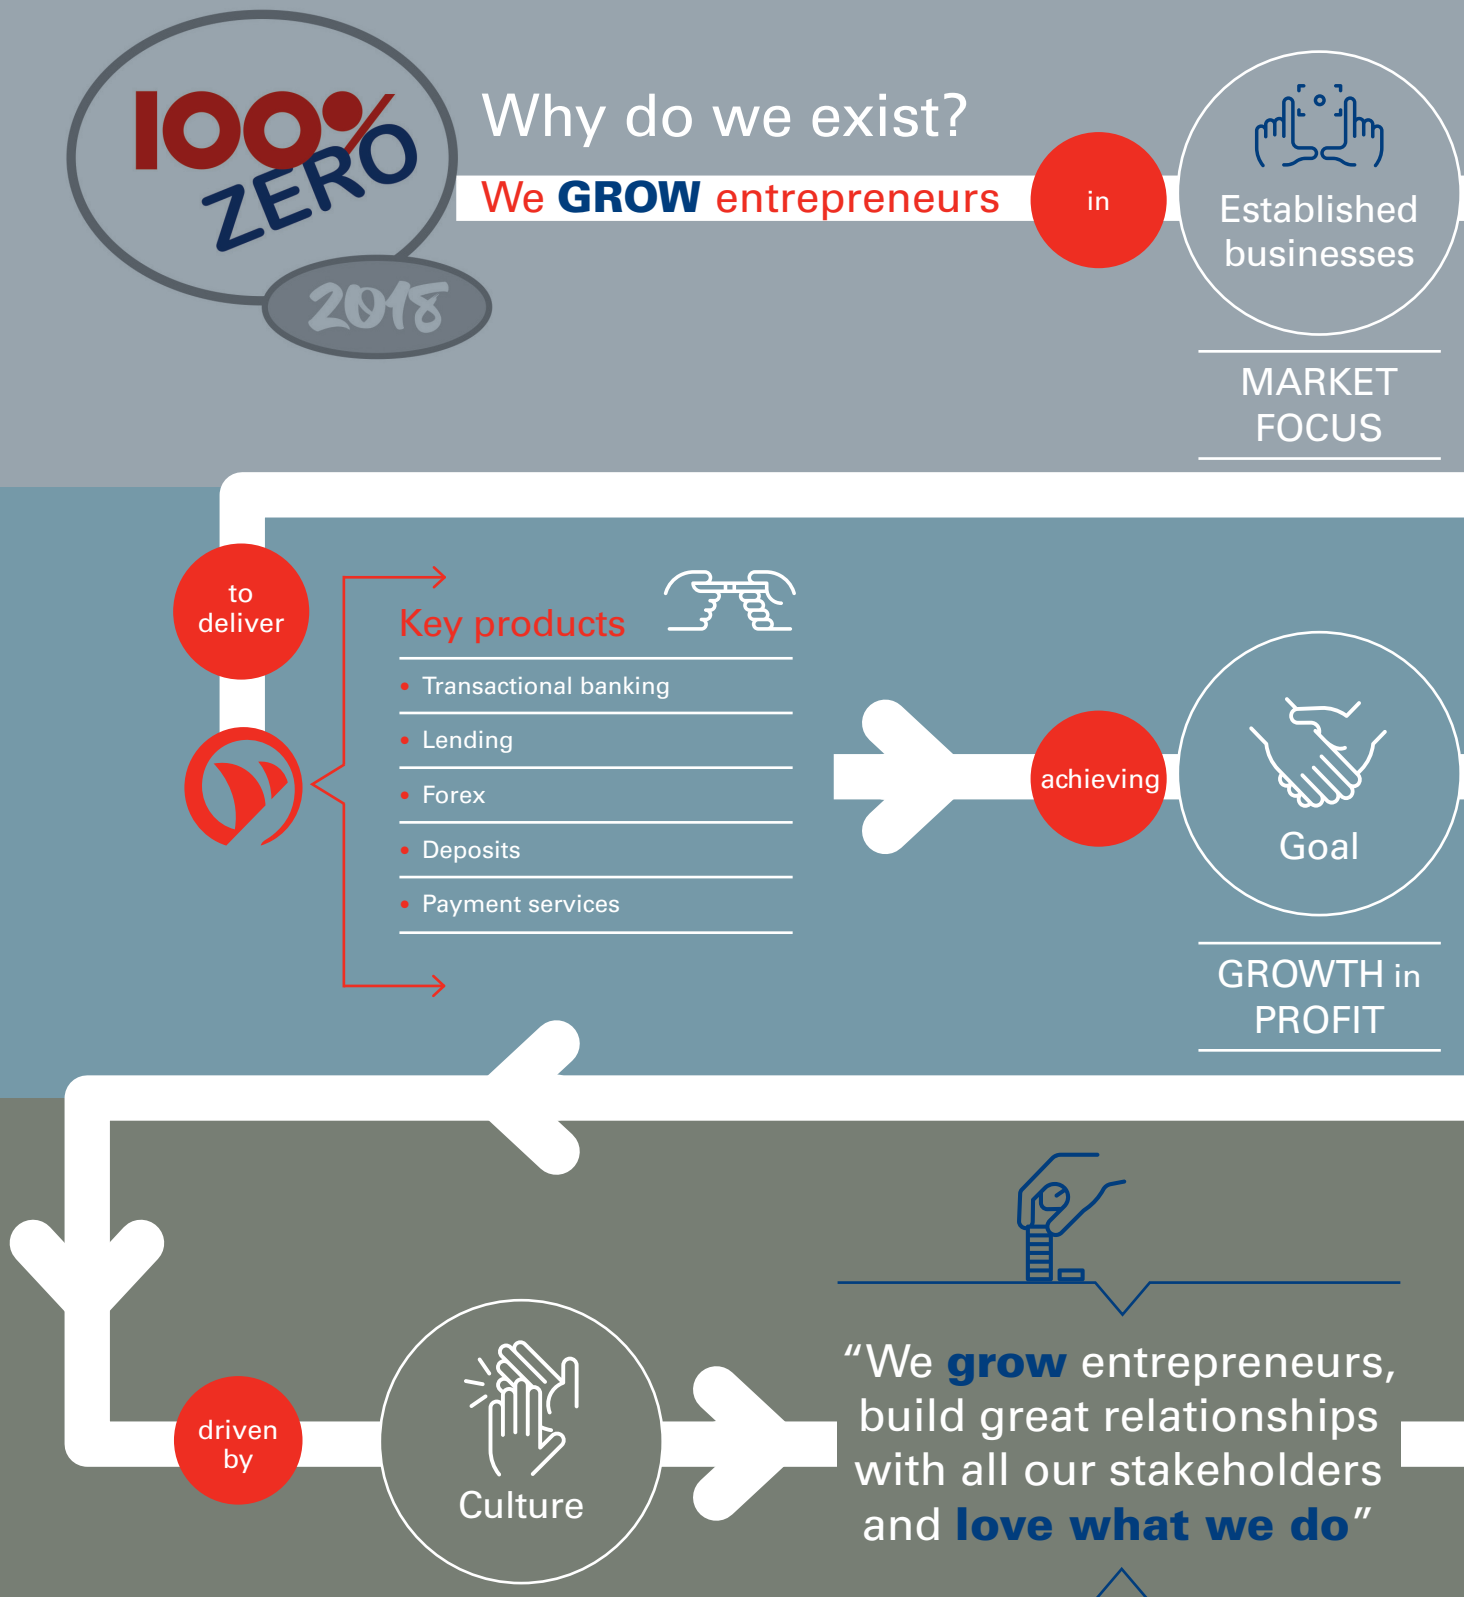 100%
ZERO
2018
Why do we exist?
We GROW entrepreneurs
in
Established
businesses
MARKET
FOCUS
to
deliver
Key products
• Transactional banking
• Lending
• Forex
• Deposits
• Payment services
achieving
Goal
GROWTH in
PROFIT
driven
by
Culture
“We grow entrepreneurs,
build great relationships
with all our stakeholders
and love what we do”